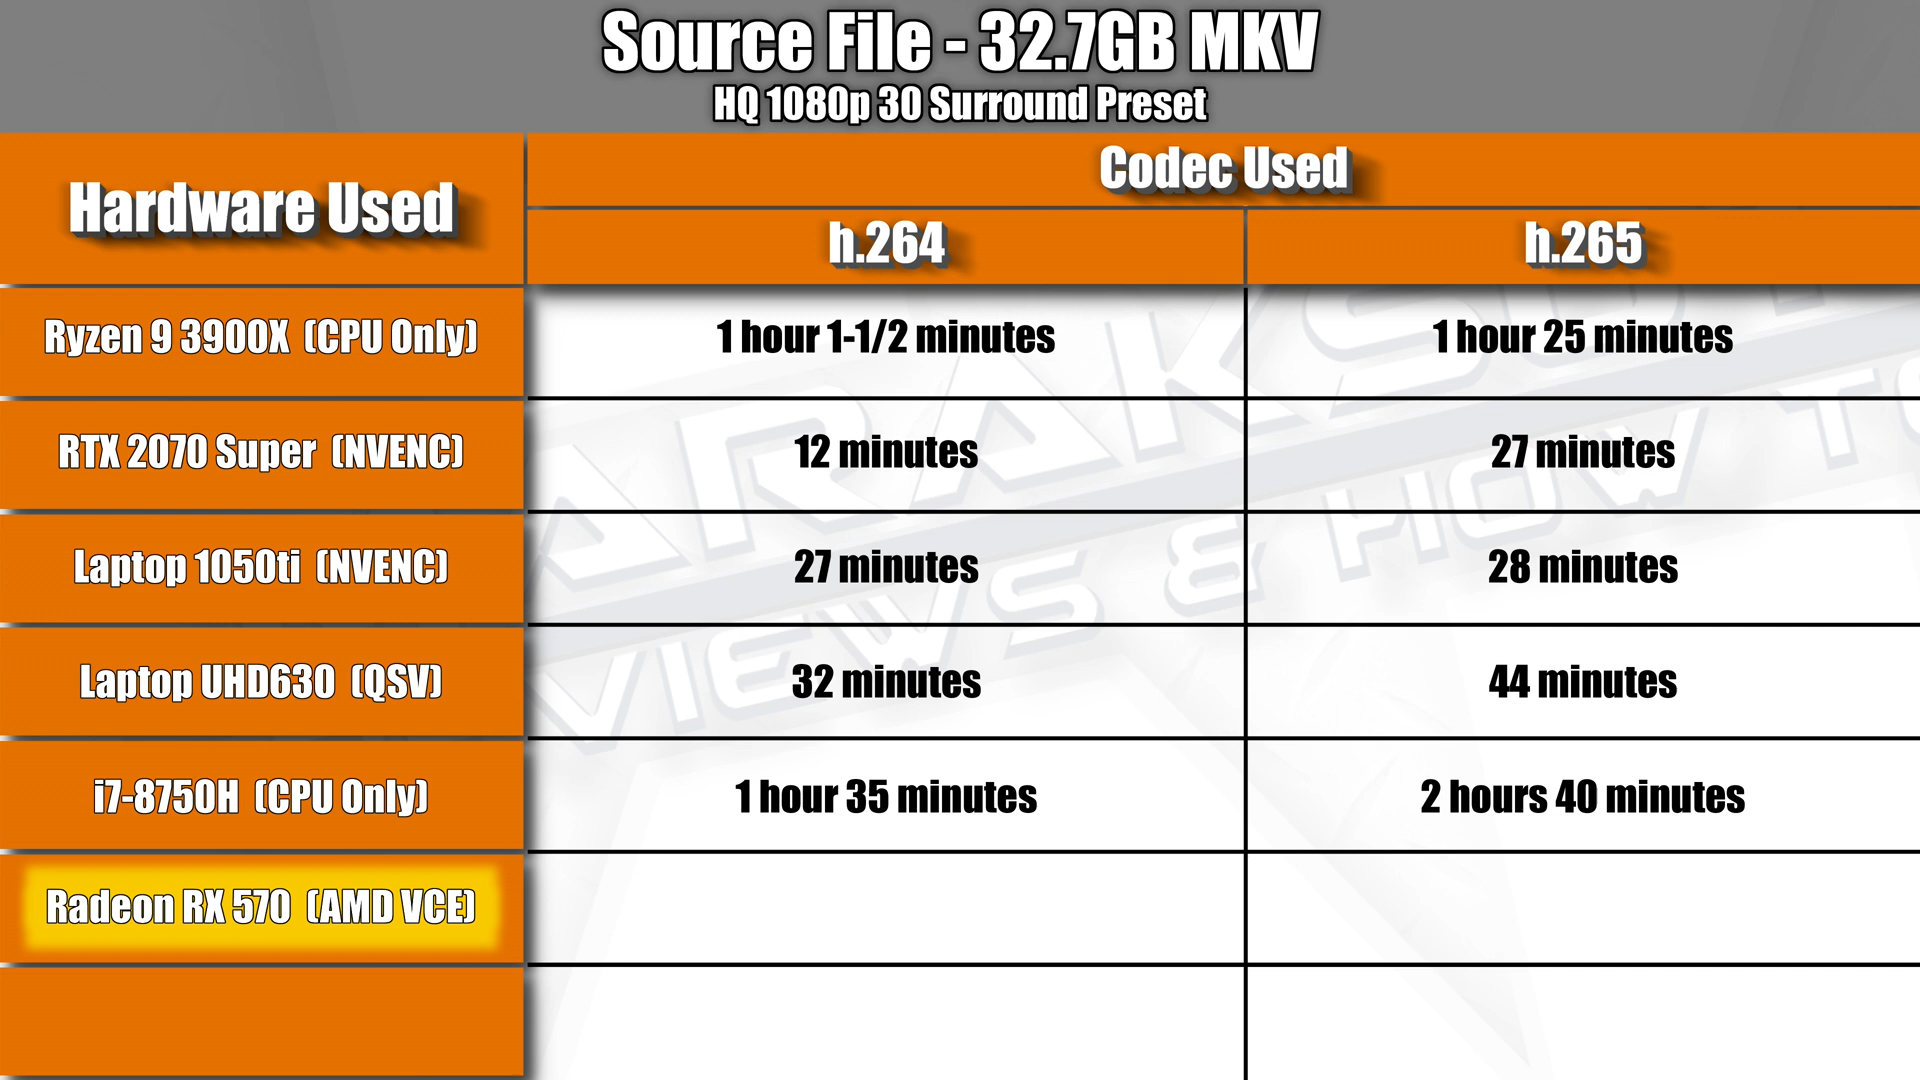 Source File - 32.7GB MKV
HQ 1080p 30 Surround Preset
Hardware Used
Codec Used
h.264
h.265
Ryzen 9 3900X (CPU Only)
1 hour 1-1/2 minutes
1 hour 25 minutes
RTX 2070 Super (NVENC)
12 minutes
27 minutes
Laptop 1050ti (NVENC)
27 minutes
28 minutes
Laptop UHD630 (QSV)
32 minutes
44 minutes
i7-8750H (CPU Only)
1 hour 35 minutes
2 hours 40 minutes
Radeon RX 570 (AMD VCE)